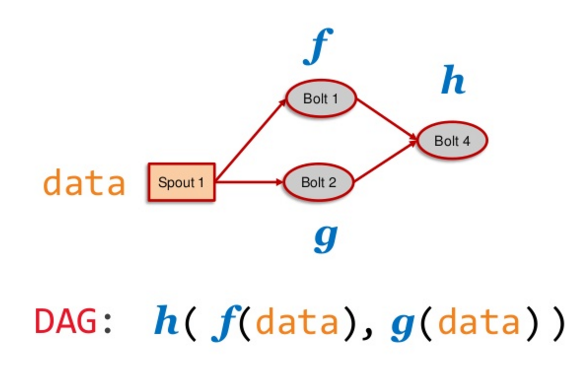 f
h
Bolt 1
Bolt 4
data
Spout 1
Bolt 2
g
DAG: h( f(data), g(data))